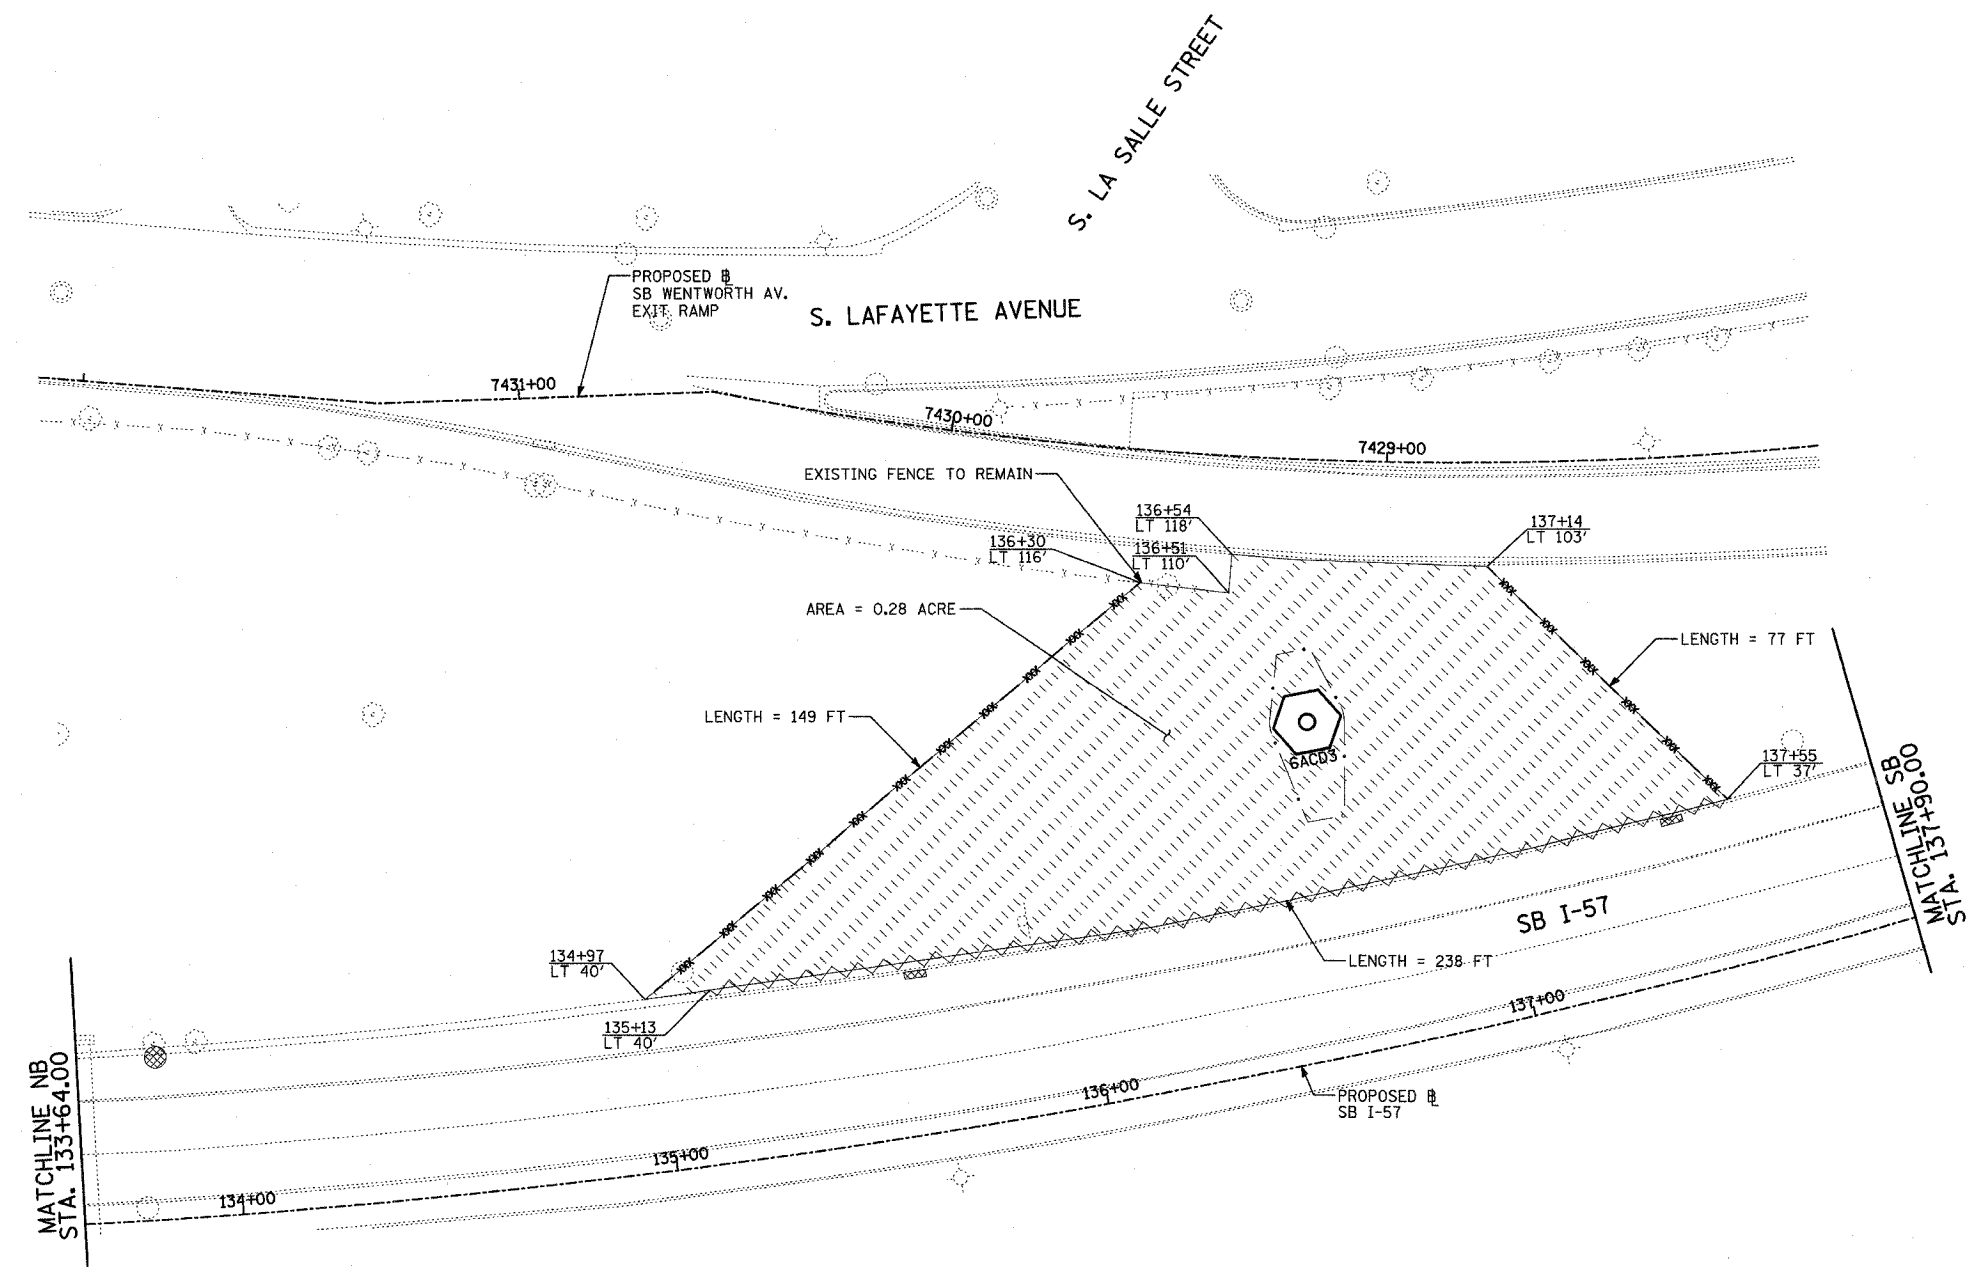 S. LA SALLE STREET
PROPOSED ℄
SB WENTWORTH AV.
EXIT RAMP
S. LAFAYETTE AVENUE
7431+00
7430+00
7429+00
EXISTING FENCE TO REMAIN
136+54
LT 118'
137+14
LT 103'
136+30
LT 116'
136+51
LT 110'
AREA = 0.28 ACRE
LENGTH = 77 FT
LENGTH = 149 FT
6ACD3
137+55
LT 37'
MATCHLINE SB
STA. 137+90.00
SB I-57
134+97
LT 40'
LENGTH = 238 FT
135+13
LT 40'
137+00
136+00
PROPOSED ℄
SB I-57
135+00
134+00
MATCHLINE NB
STA. 133+64.00